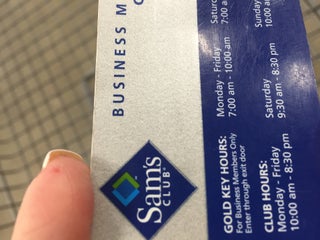 BUSINESS M
Sam's
CLUB
GOLD KEY HOURS:
For Business Members Only
Enter through exit door
Monday - Friday
7:00 am - 10:00 am
7:00 a
Sunday
10:00 am
CLUB HOURS:
Monday - Friday
10:00 am - 8:30 pm
Saturday
9:30 am - 8:30 pm